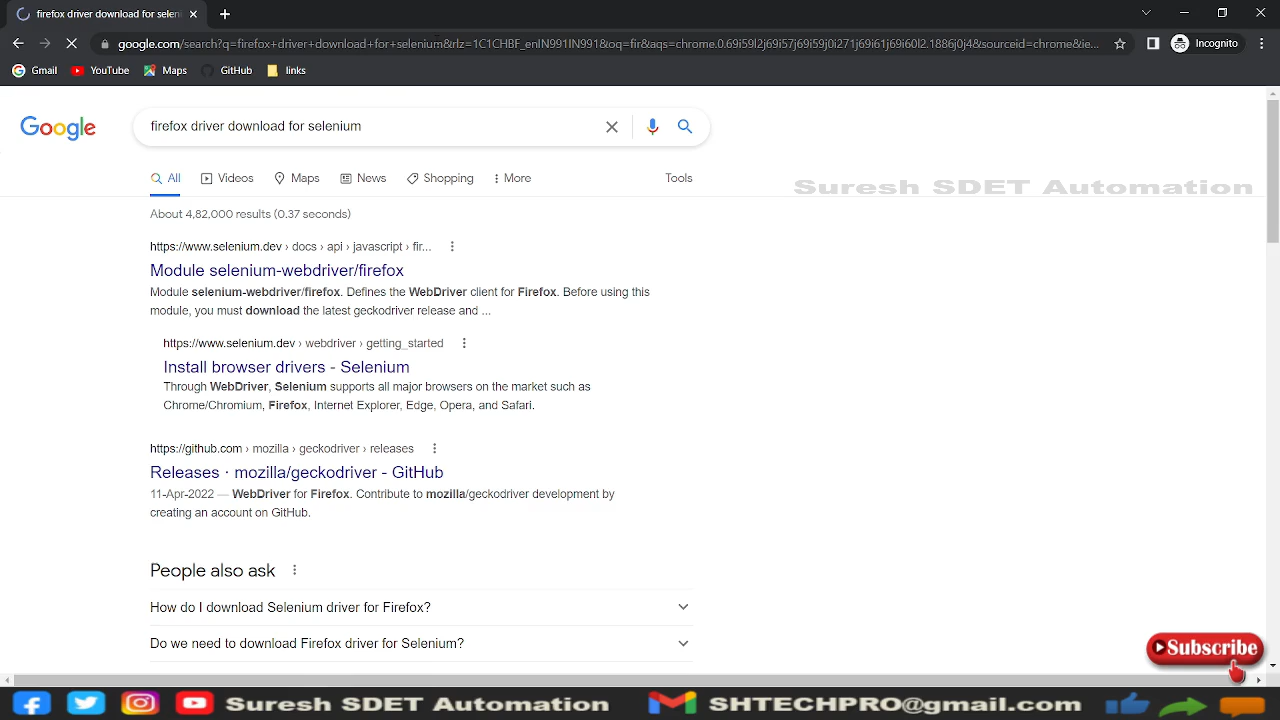 firefox driver download for selen
Incognito
google.com/search?q=firefox+driver+download+for+selenium&rlz=1C1CHBF_enIN991IN991&oq=fir&aqs=chrome.0.69i59l2j69i57j69i59j0i271j69i61j69i60l2.1886j0j4&sourceid=chrome&ie...
Gmail
YouTube
Maps
GitHub
links
Google
firefox driver download for selenium
All
Videos
Maps
News
Shopping
More
Tools
Suresh SDET Automation
About 4,82,000 results (0.37 seconds)
https://www.selenium.dev › docs › api › javascript › fir...
Module selenium-webdriver/firefox
Module selenium-webdriver/firefox. Defines the WebDriver client for Firefox. Before using this
module, you must download the latest geckodriver release and ...
https://www.selenium.dev › webdriver › getting_started
Install browser drivers - Selenium
Through WebDriver, Selenium supports all major browsers on the market such as
Chrome/Chromium, Firefox, Internet Explorer, Edge, Opera, and Safari.
https://github.com › mozilla › geckodriver › releases
Releases · mozilla/geckodriver - GitHub
11-Apr-2022 — WebDriver for Firefox. Contribute to mozilla/geckodriver development by
creating an account on GitHub.
People also ask
How do I download Selenium driver for Firefox?
Do we need to download Firefox driver for Selenium?
Subscribe
Suresh SDET Automation
SHTECHPRO@gmail.com